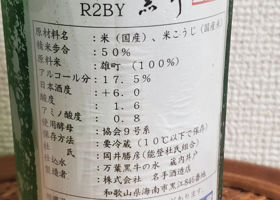 R2BY 黒牛
原材料名：米（国産）、米こうじ（国産米）
精米歩合：50％
原料米：雄町（100％）
アルコール分：17．5％
日本酒度：＋6．0
酸度：1．6
アミノ酸度：0．8
使用酵母：協会9号系
保存方法：要冷蔵（10℃以下で保存）
杜氏：岡井勝彦（能登杜氏組合）
仕込水：万葉黒牛の水 蔵内井戸
製造者：株式会社 名手酒造店
和歌山県海南市黒江846番地